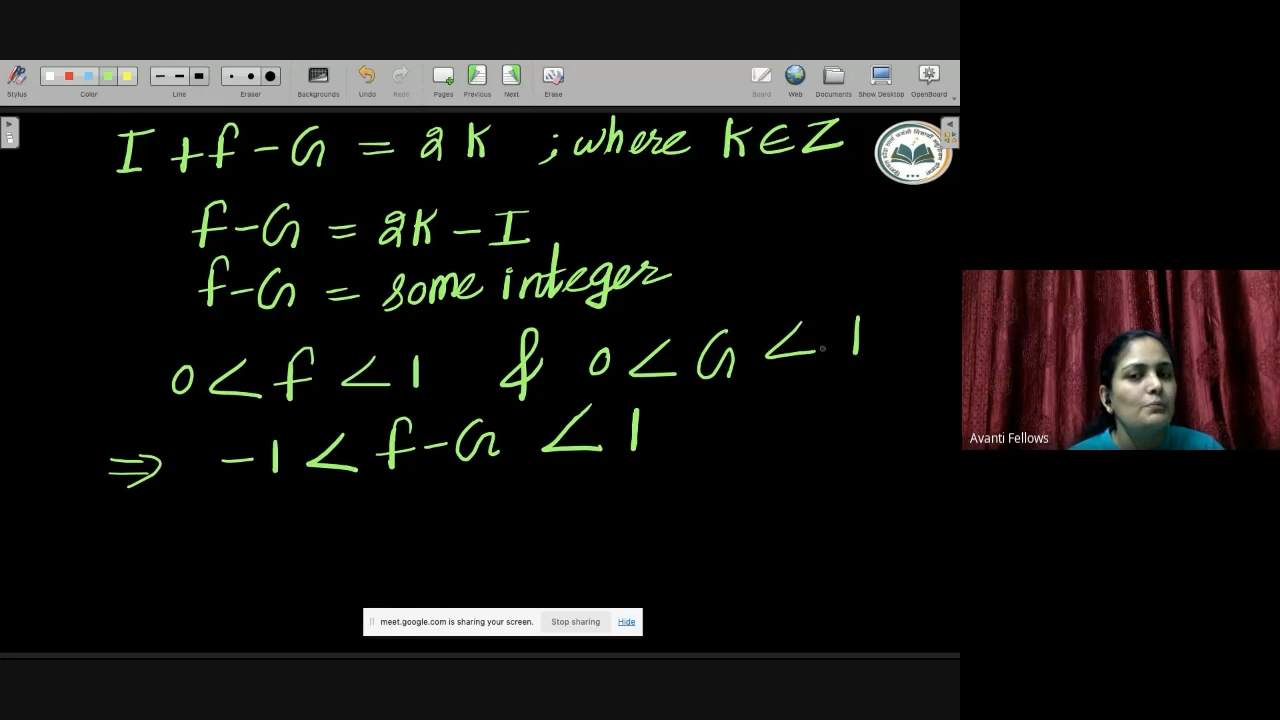 Stylus Color Line Eraser Backgrounds Undo Redo Pages Previous Next Erase Board Web Documents Show Desktop OpenBoard
I + f - G = 2K ; where K ∈ Z
f - G = 2K - I
f - G = some integer
0 < f < 1 & 0 < G < 1
⇒ -1 < f - G < 1
Avanti Fellows
meet.google.com is sharing your screen. Stop sharing Hide